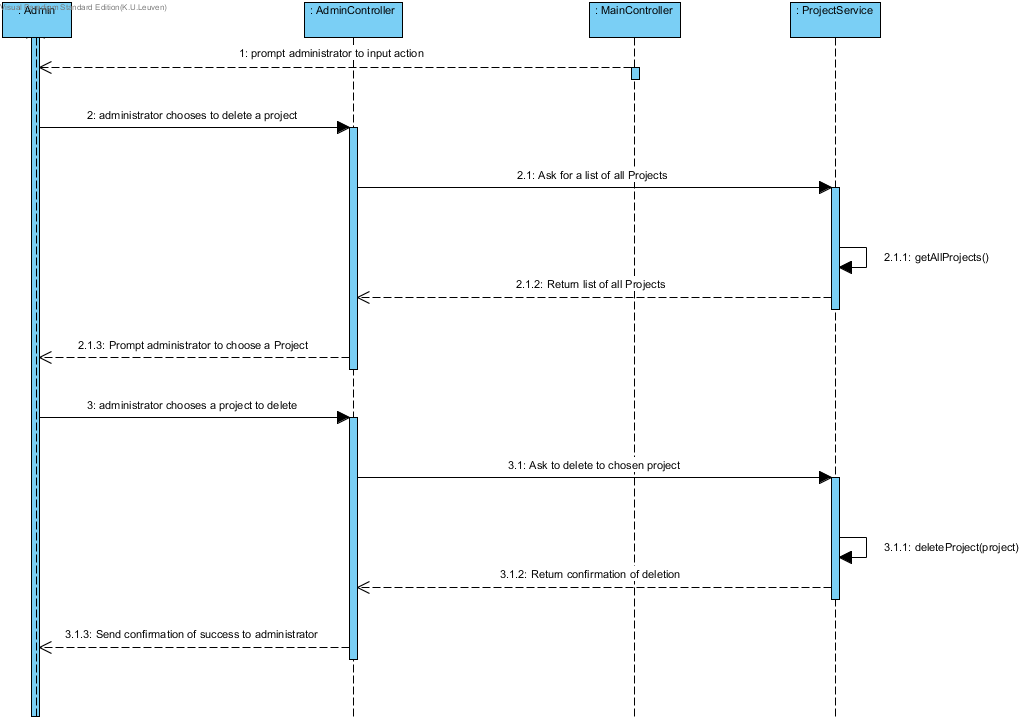 Visual Paradigm Standard Edition(K.U.Leuven)
: Admin
: AdminController
: MainController
: ProjectService
1: prompt administrator to input action
2: administrator chooses to delete a project
2.1: Ask for a list of all Projects
2.1.1: getAllProjects()
2.1.2: Return list of all Projects
2.1.3: Prompt administrator to choose a Project
3: administrator chooses a project to delete
3.1: Ask to delete to chosen project
3.1.1: deleteProject(project)
3.1.2: Return confirmation of deletion
3.1.3: Send confirmation of success to administrator